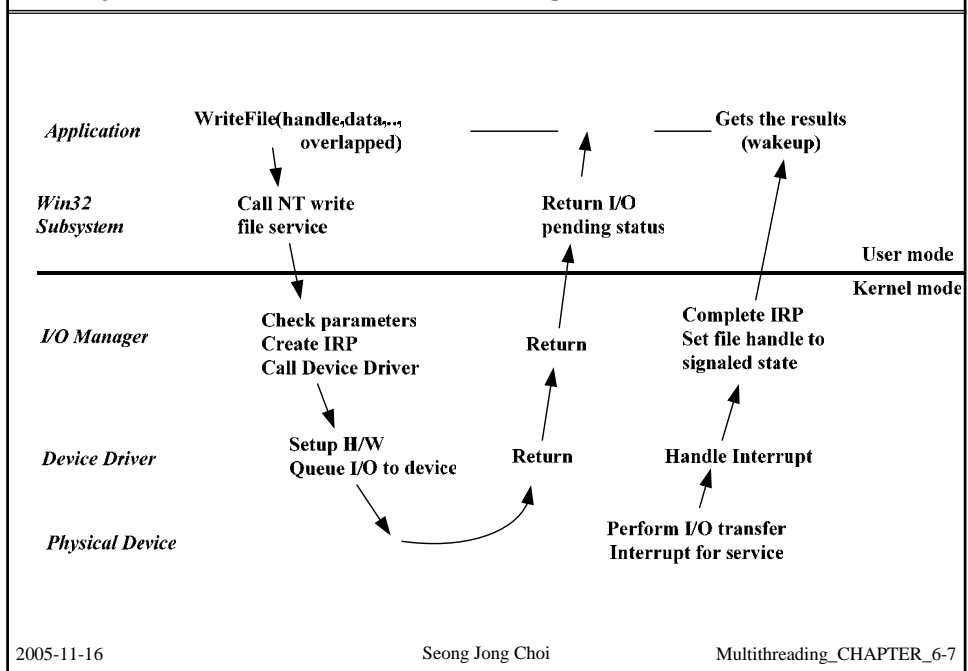 Application
WriteFile(handle,data,..,
overlapped)
Gets the results
(wakeup)
Win32
Subsystem
Call NT write
file service
Return I/O
pending status
User mode
Kernel mode
I/O Manager
Check parameters
Create IRP
Call Device Driver
Return
Complete IRP
Set file handle to
signaled state
Device Driver
Setup H/W
Queue I/O to device
Return
Handle Interrupt
Physical Device
Perform I/O transfer
Interrupt for service
2005-11-16
Seong Jong Choi
Multithreading_CHAPTER_6-7